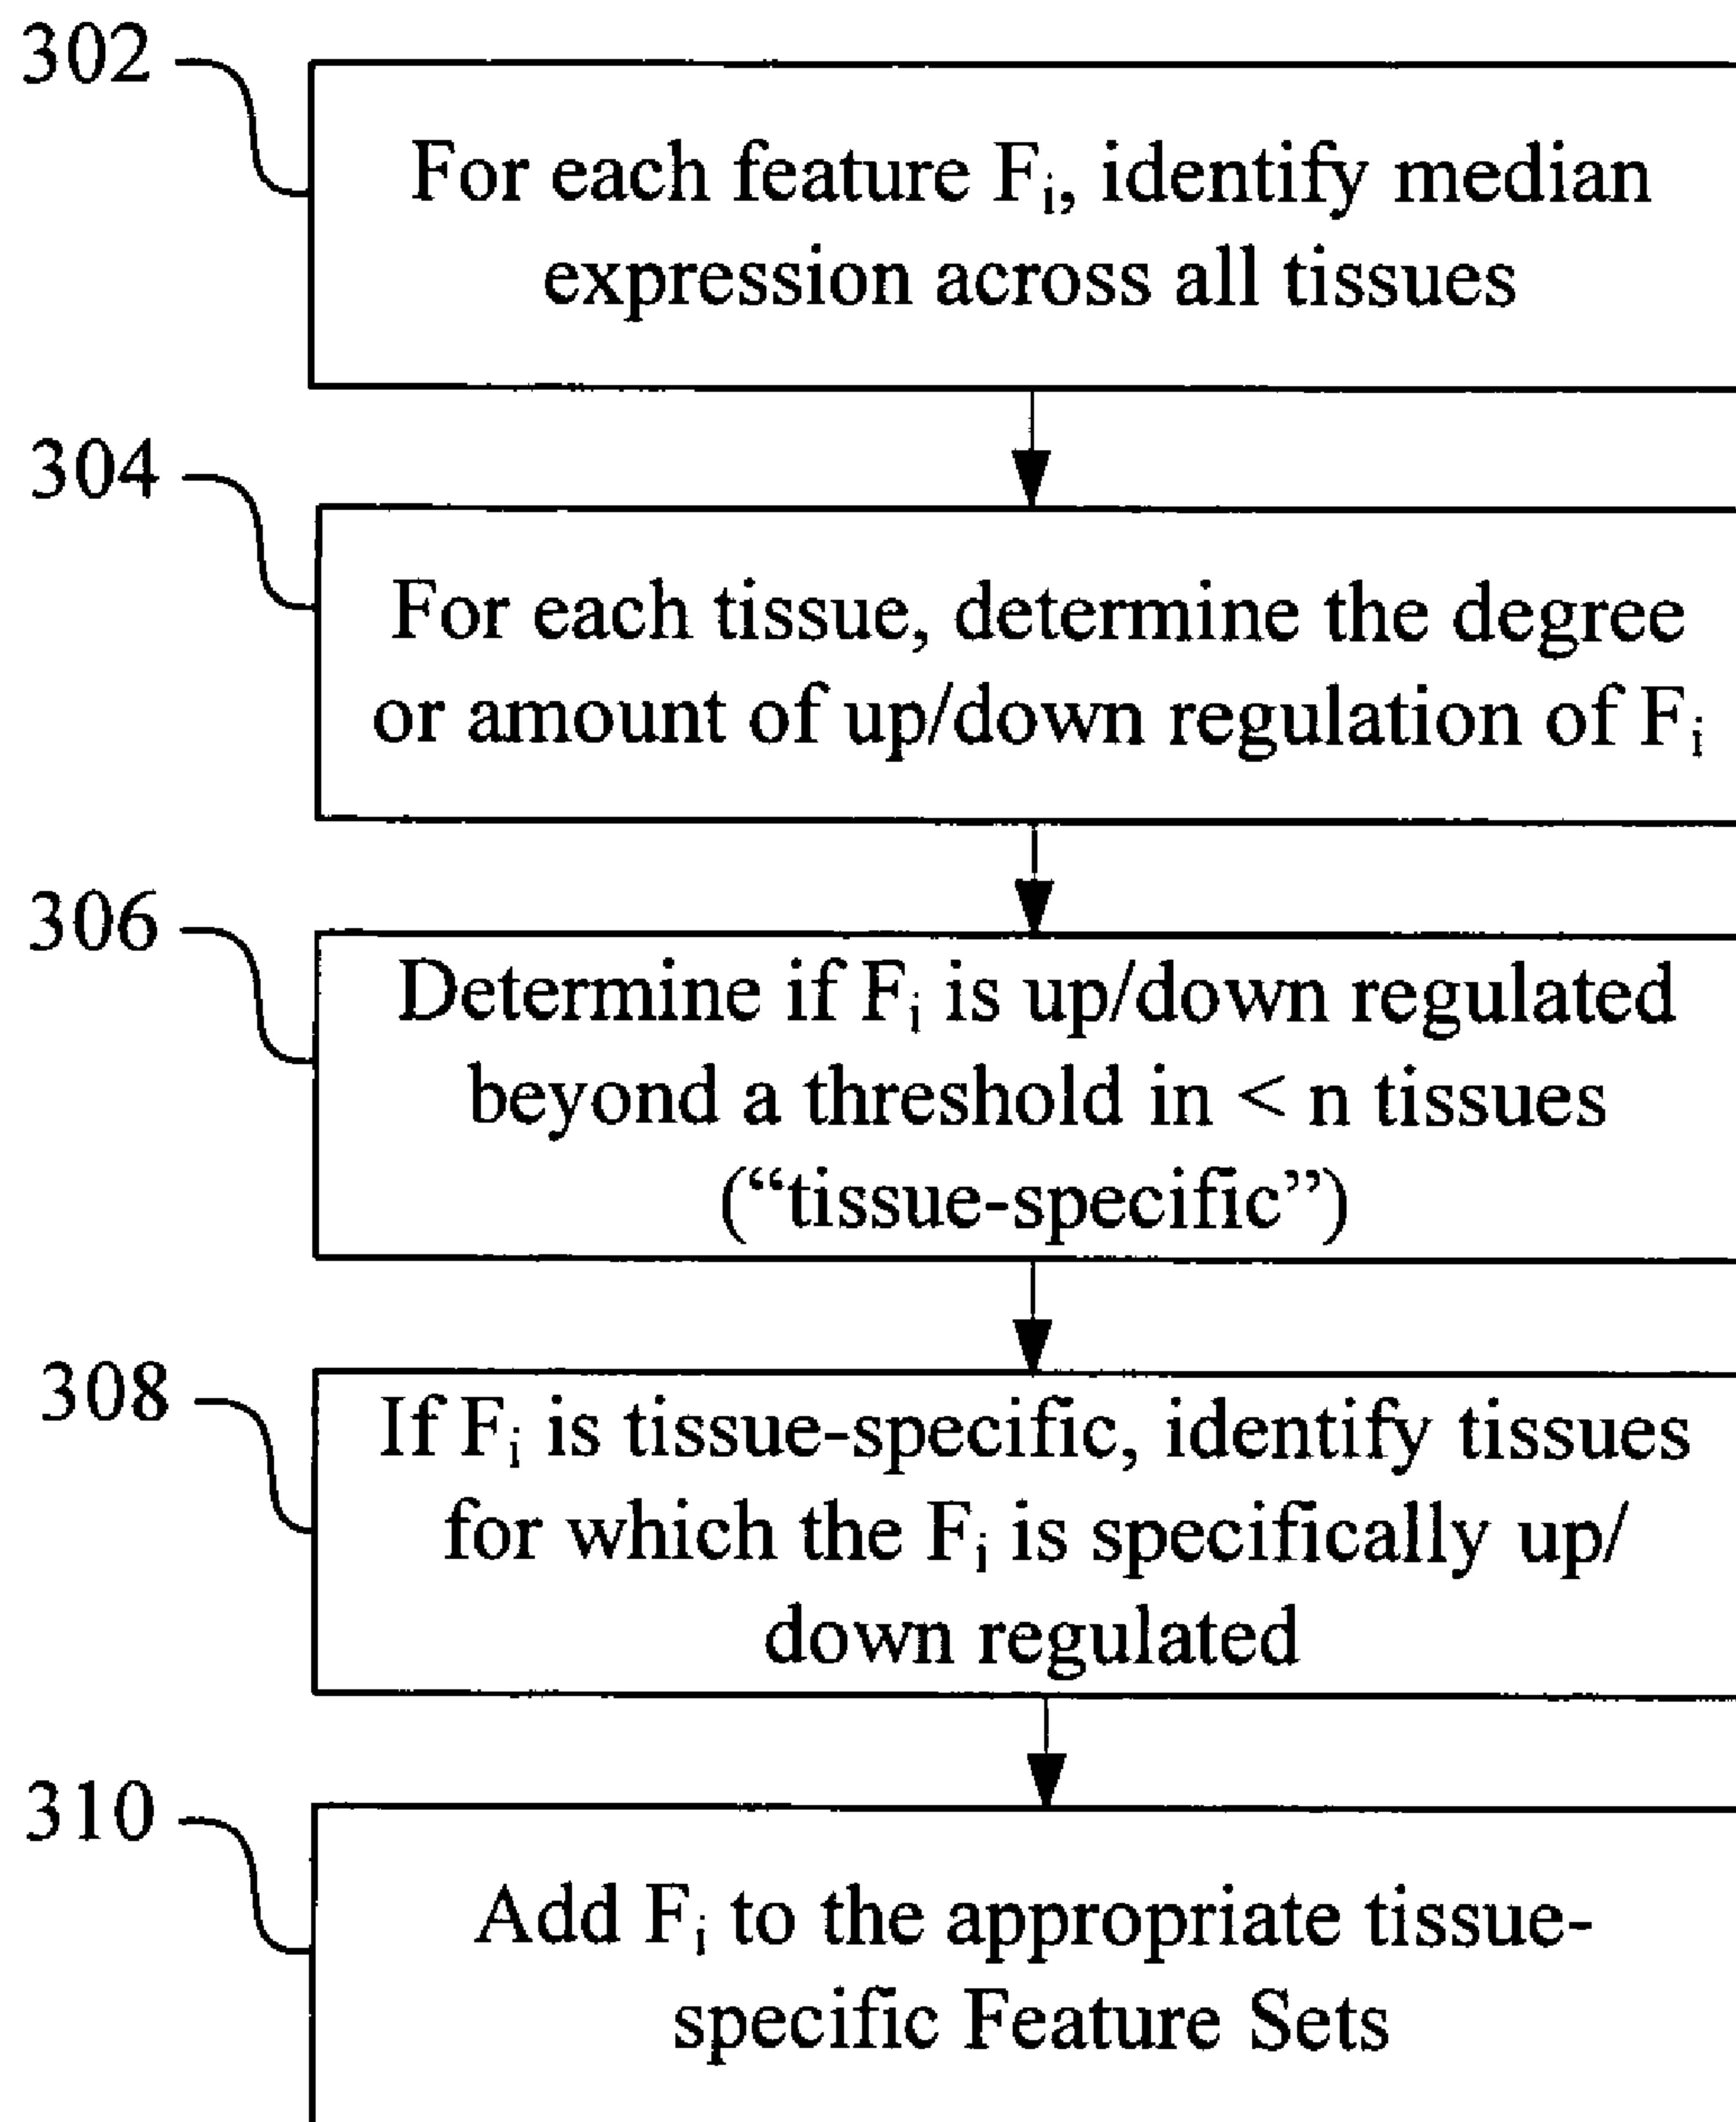 302
For each feature Fi, identify median
expression across all tissues
304
For each tissue, determine the degree
or amount of up/down regulation of Fi
306
Determine if Fi is up/down regulated
beyond a threshold in < n tissues
(“tissue-specific”)
308
If Fi is tissue-specific, identify tissues
for which the Fi is specifically up/
down regulated
310
Add Fi to the appropriate tissue-
specific Feature Sets